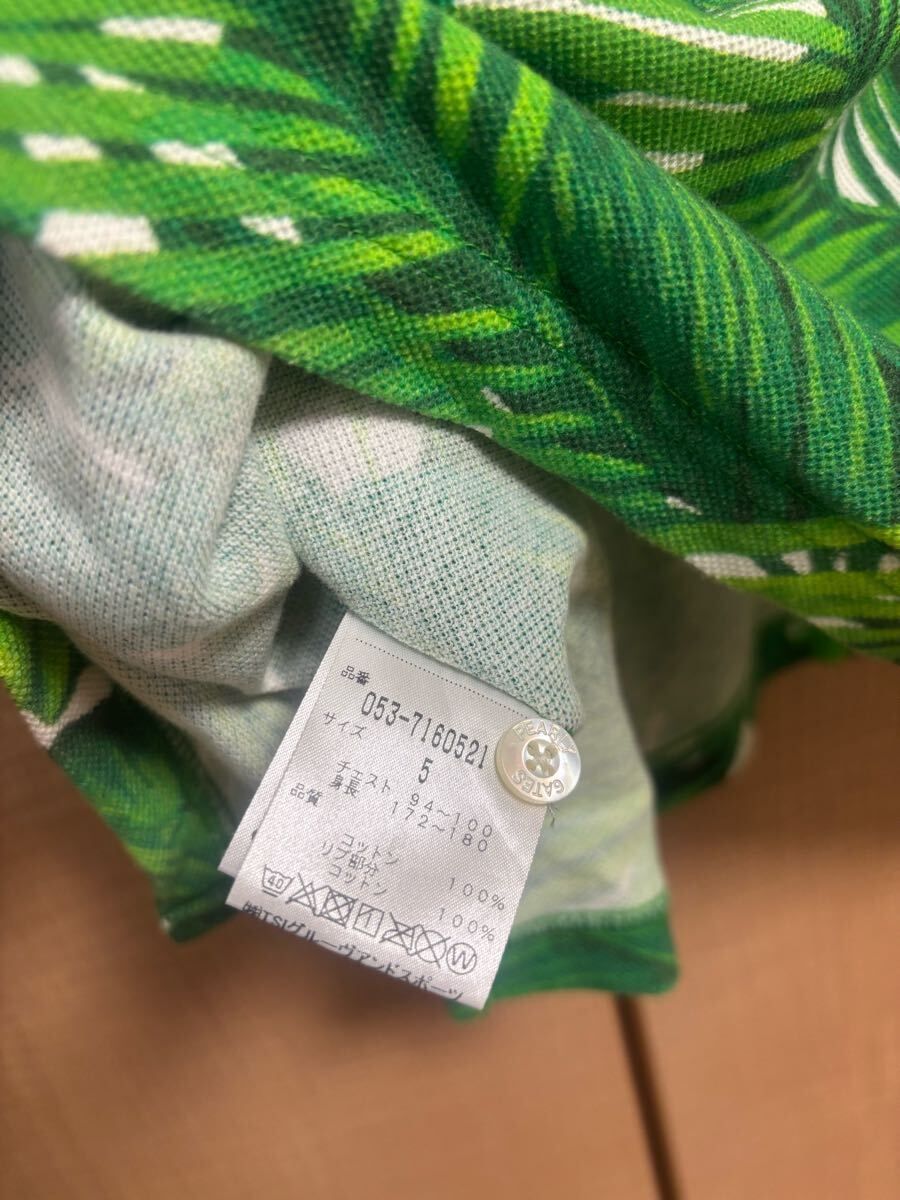 品番
053-7160521
サイズ
5
チェスト 94～100
身長 172～180
品質
コットン 100%
リブ部分
コットン 100%
40
W
㈱TSIグルーヴアンドスポーツ
PEARLY
GATES